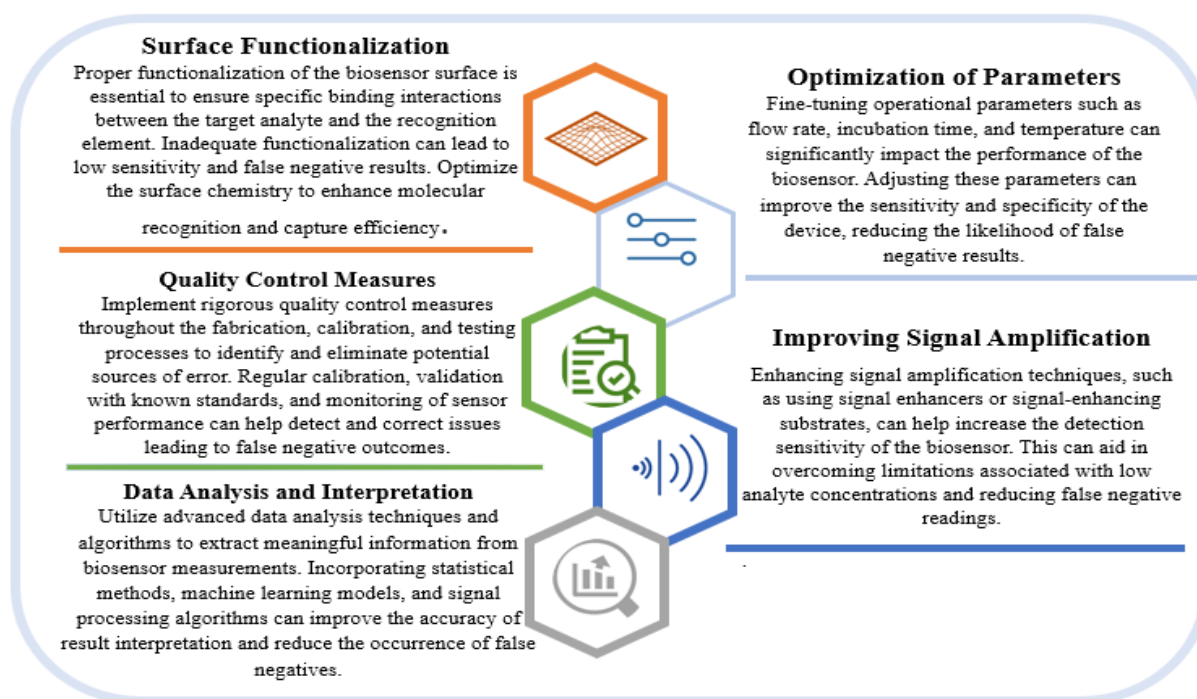 Surface Functionalization
Proper functionalization of the biosensor surface is
essential to ensure specific binding interactions
between the target analyte and the recognition
element. Inadequate functionalization can lead to
low sensitivity and false negative results. Optimize
the surface chemistry to enhance molecular
recognition and capture efficiency.
Optimization of Parameters
Fine-tuning operational parameters such as
flow rate, incubation time, and temperature can
significantly impact the performance of the
biosensor. Adjusting these parameters can
improve the sensitivity and specificity of the
device, reducing the likelihood of false
negative results.
Quality Control Measures
Implement rigorous quality control measures
throughout the fabrication, calibration, and testing
processes to identify and eliminate potential
sources of error. Regular calibration, validation
with known standards, and monitoring of sensor
performance can help detect and correct issues
leading to false negative outcomes.
Improving Signal Amplification
Enhancing signal amplification techniques, such
as using signal enhancers or signal-enhancing
substrates, can help increase the detection
sensitivity of the biosensor. This can aid in
overcoming limitations associated with low
analyte concentrations and reducing false negative
readings.
.
Data Analysis and Interpretation
Utilize advanced data analysis techniques and
algorithms to extract meaningful information from
biosensor measurements. Incorporating statistical
methods, machine learning models, and signal
processing algorithms can improve the accuracy of
result interpretation and reduce the occurrence of false
negatives.